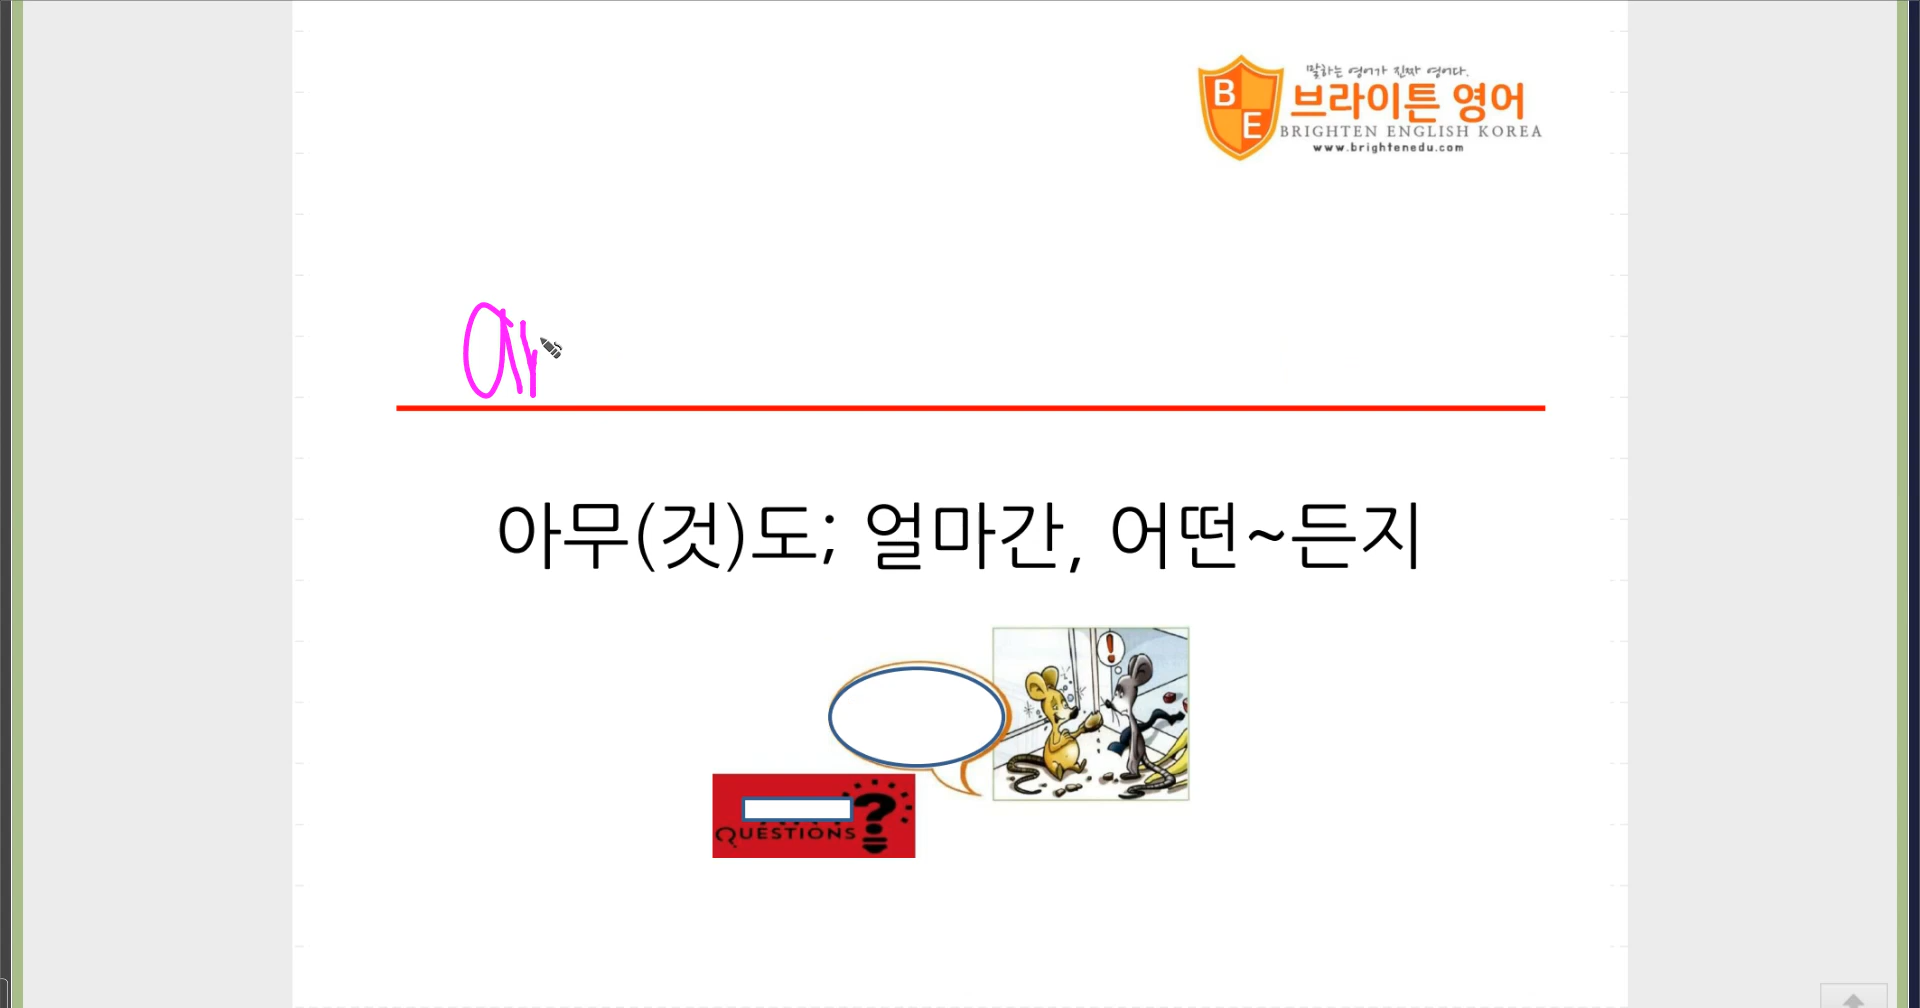 말하는 영어가 진짜 영어다.
B
E
브라이튼 영어
BRIGHTEN ENGLISH KOREA
www.brightenedu.com
아무(것)도; 얼마간, 어떤~든지
!
QUESTIONS ?